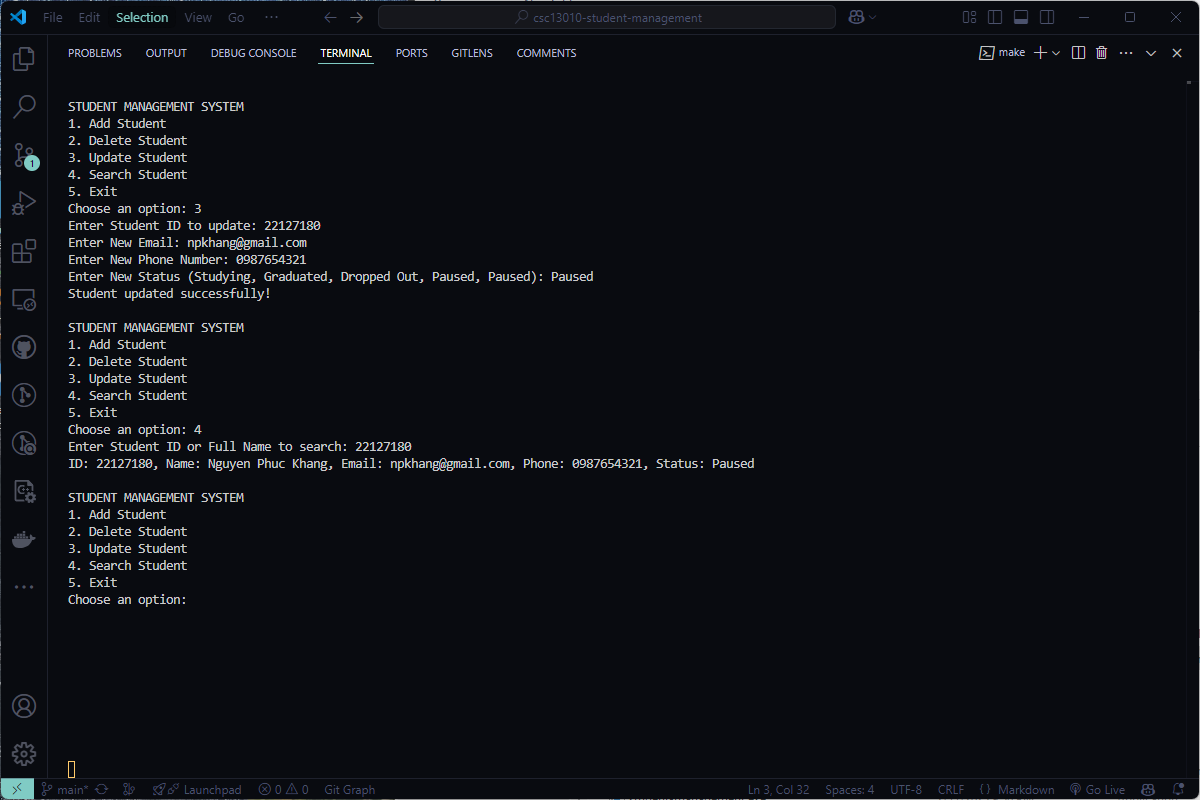 File Edit Selection View Go ··· csc13010-student-management
PROBLEMS OUTPUT DEBUG CONSOLE TERMINAL PORTS GITLENS COMMENTS make
STUDENT MANAGEMENT SYSTEM
1. Add Student
2. Delete Student
3. Update Student
4. Search Student
5. Exit
Choose an option: 3
Enter Student ID to update: 22127180
Enter New Email: npkhang@gmail.com
Enter New Phone Number: 0987654321
Enter New Status (Studying, Graduated, Dropped Out, Paused, Paused): Paused
Student updated successfully!
STUDENT MANAGEMENT SYSTEM
1. Add Student
2. Delete Student
3. Update Student
4. Search Student
5. Exit
Choose an option: 4
Enter Student ID or Full Name to search: 22127180
ID: 22127180, Name: Nguyen Phuc Khang, Email: npkhang@gmail.com, Phone: 0987654321, Status: Paused
STUDENT MANAGEMENT SYSTEM
1. Add Student
2. Delete Student
3. Update Student
4. Search Student
5. Exit
Choose an option:
1
main* Launchpad 0 0 Git Graph Ln 3, Col 32 Spaces: 4 UTF-8 CRLF {} Markdown Go Live